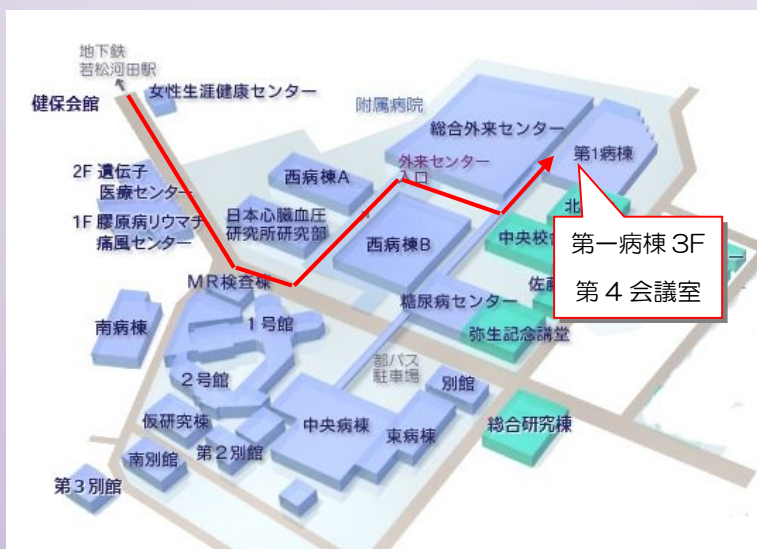 地下鉄
若松河田駅
健保会館
女性生涯健康センター
附属病院
総合外来センター
第1病棟
2F 遺伝子
医療センター
西病棟A
外来センター
入口
1F 膠原病リウマチ
痛風センター
日本心臓血圧
研究所研究部
西病棟B
北
中央校舎
第一病棟 3F
第 4 会議室
ー
佐藤
MR検査棟
糖尿病センター
南病棟
1号館
弥生記念講堂
都バス
駐車場
2号館
別館
仮研究棟
中央病棟
東病棟
総合研究棟
南別館
第2別館
第3別館